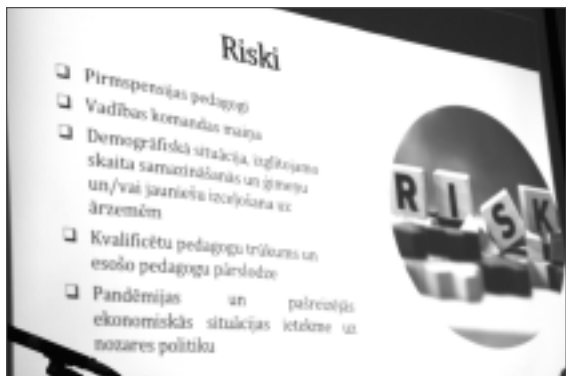 Riski
Pirmspensijas pedagogi
Vadības komandas maiņa
Demogrāfiskā situācija, izglītojamo
skaita samazināšanās un ģimeņu
un/vai jauniešu izceļošana uz
ārzemēm
Kvalificētu pedagogu trūkums un
esošo pedagogu pārslodze
Pandēmijas un pašreizējās
ekonomiskās situācijas ietekme uz
nozares politiku
RISK